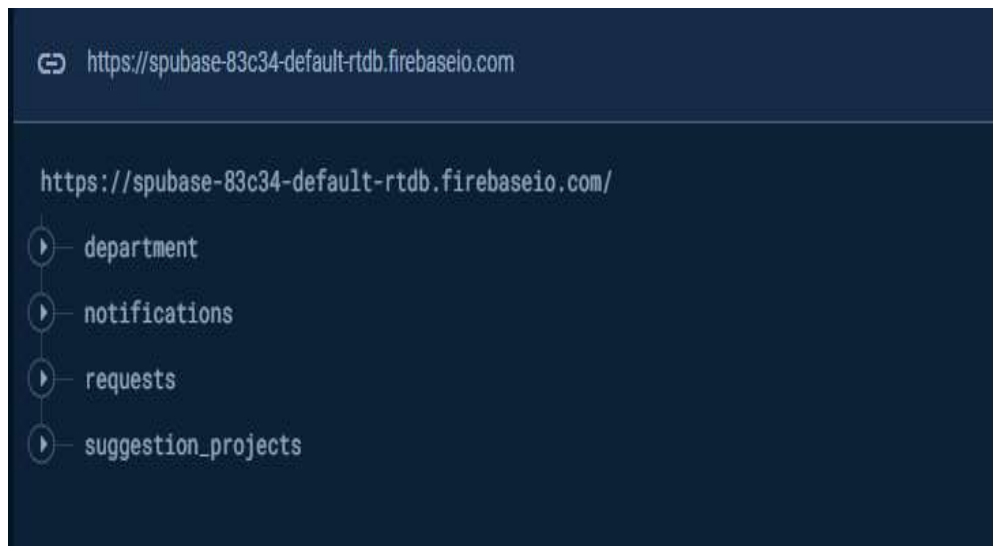 https://spubase-83c34-default-rtdb.firebaseio.com
https://spubase-83c34-default-rtdb.firebaseio.com/
department
notifications
requests
suggestion_projects